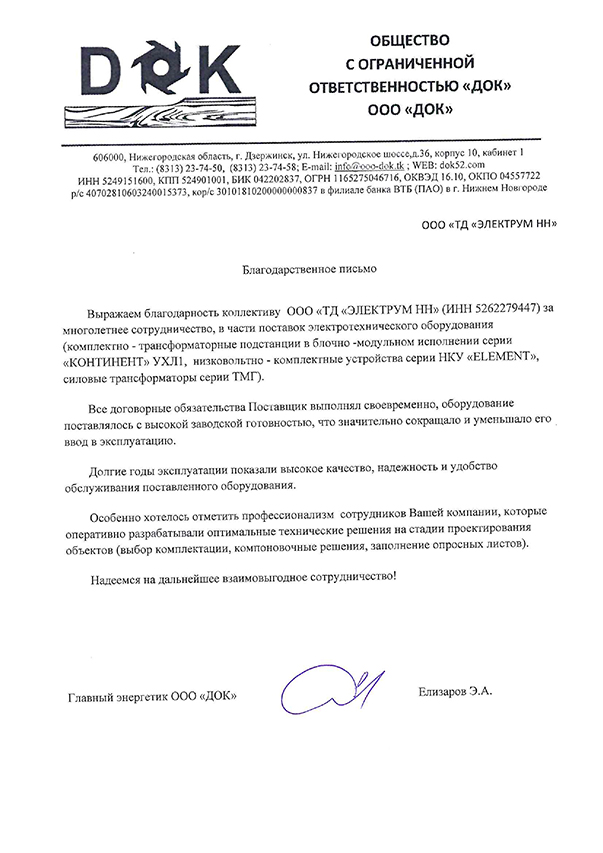 DOK
ОБЩЕСТВО
С ОГРАНИЧЕННОЙ
ОТВЕТСТВЕННОСТЬЮ «ДОК»
ООО «ДОК»
606000, Нижегородская область, г. Дзержинск, ул. Нижегородское шоссе,д.36, корпус 10, кабинет 1
Тел.: (8313) 23-74-50, (8313) 23-74-58; E-mail: info@ooo-dok.tk ; WEB: dok52.com
ИНН 5249151600, КПП 524901001, БИК 042202837, ОГРН 1165275046716, ОКВЭД 16.10, ОКПО 04557722
р/с 40702810603240015373, кор/с 30101810200000000837 в филиале банка ВТБ (ПАО) в г. Нижнем Новгороде
ООО «ТД «ЭЛЕКТРУМ НН»
Благодарственное письмо
Выражаем благодарность коллективу ООО «ТД «ЭЛЕКТРУМ НН» (ИНН 5262279447) за
многолетнее сотрудничество, в части поставок электротехнического оборудования
(комплектно - трансформаторные подстанции в блочно -модульном исполнении серии
«КОНТИНЕНТ» УХЛ1, низковольтно - комплектные устройства серии НКУ «ELEMENT»,
силовые трансформаторы серии ТМГ).
Все договорные обязательства Поставщик выполнял своевременно, оборудование
поставлялось с высокой заводской готовностью, что значительно сокращало и уменьшало его
ввод в эксплуатацию.
Долгие годы эксплуатации показали высокое качество, надежность и удобство
обслуживания поставленного оборудования.
Особенно хотелось отметить профессионализм сотрудников Вашей компании, которые
оперативно разрабатывали оптимальные технические решения на стадии проектирования
объектов (выбор комплектации, компоновочные решения, заполнение опросных листов).
Надеемся на дальнейшее взаимовыгодное сотрудничество!
Главный энергетик ООО «ДОК»
Елизаров Э.А.